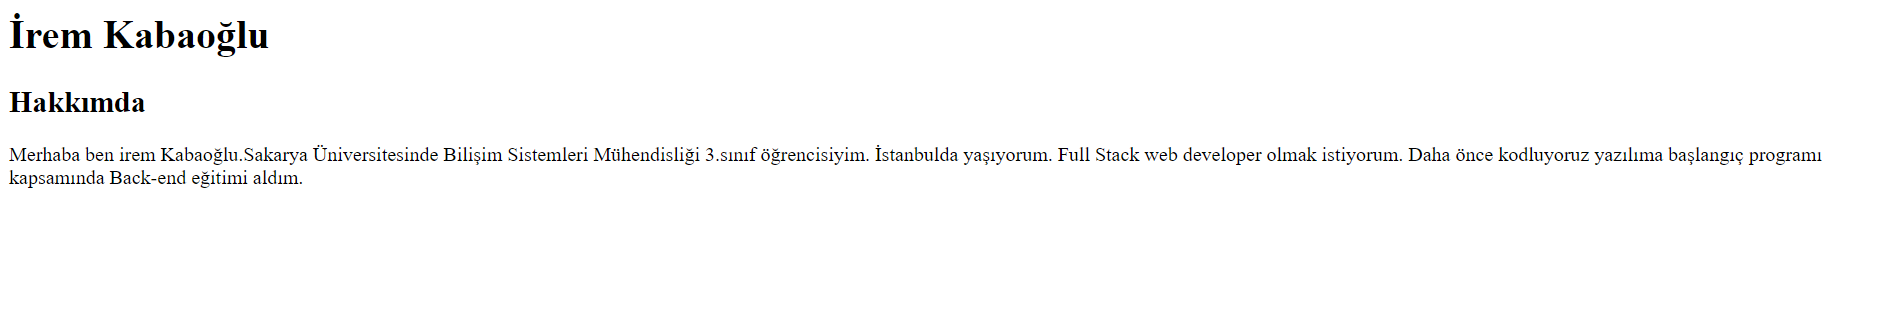 İrem Kabaoğlu
Hakkımda
Merhaba ben irem Kabaoğlu.Sakarya Üniversitesinde Bilişim Sistemleri Mühendisliği 3.sınıf öğrencisiyim. İstanbulda yaşıyorum. Full Stack web developer olmak istiyorum. Daha önce kodluyoruz yazılıma başlangıç programı
kapsamında Back-end eğitimi aldım.